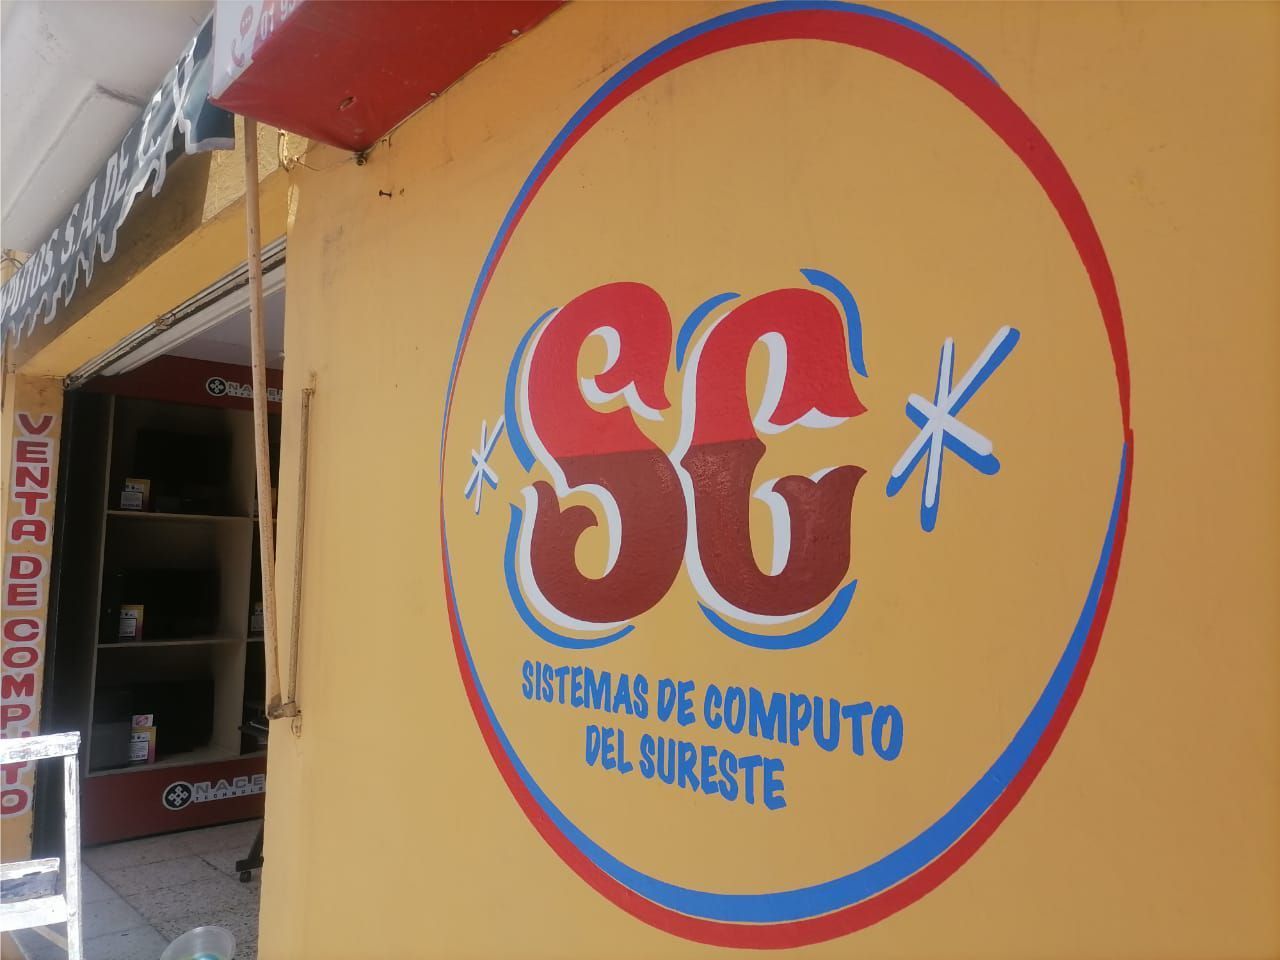 S.A. DE C.V.
VENTA DE COMPUTO
SC
SISTEMAS DE COMPUTO
DEL SURESTE